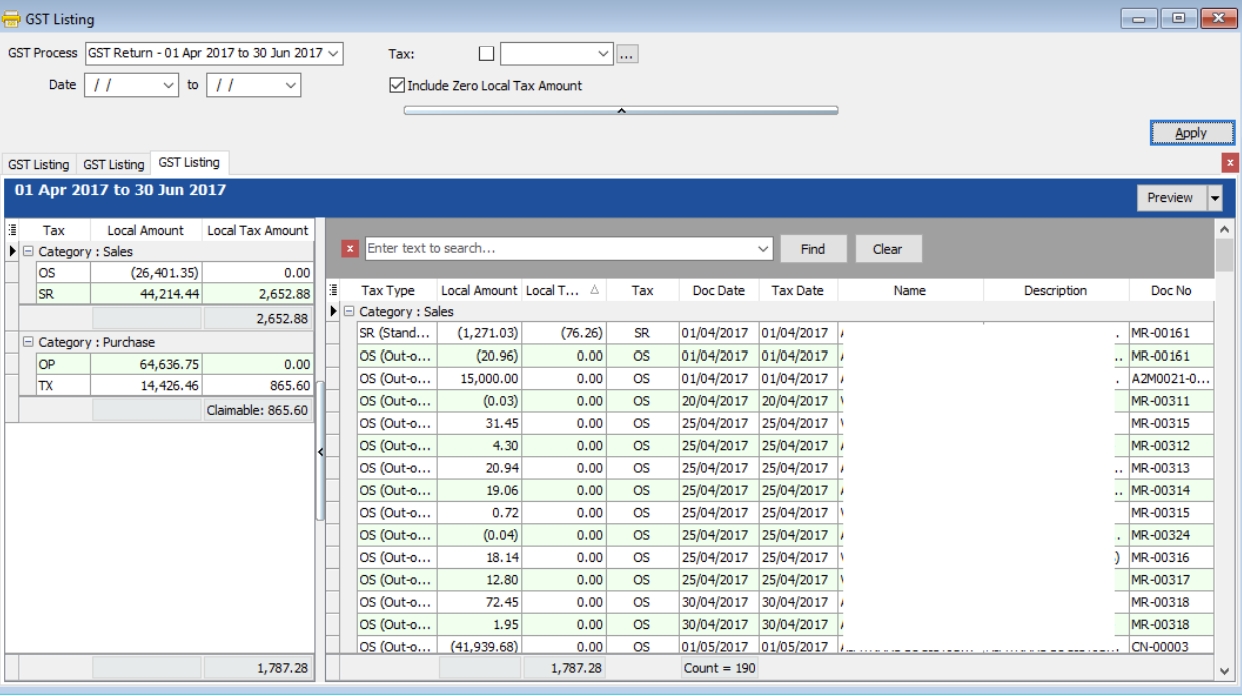 GST Listing
GST Process GST Return - 01 Apr 2017 to 30 Jun 2017 Tax: ...
Date / / to / / Include Zero Local Tax Amount
Apply
GST Listing GST Listing GST Listing
01 Apr 2017 to 30 Jun 2017 Preview
Tax Local Amount Local Tax Amount
Category : Sales
OS (26,401.35) 0.00
SR 44,214.44 2,652.88
2,652.88
Category : Purchase
OP 64,636.75 0.00
TX 14,426.46 865.60
Claimable: 865.60
1,787.28
Enter text to search... Find Clear
Tax Type Local Amount Local T... Tax Doc Date Tax Date Name Description Doc No
Category : Sales
SR (Stand... (1,271.03) (76.26) SR 01/04/2017 01/04/2017 MR-00161
OS (Out-o... (20.96) 0.00 OS 01/04/2017 01/04/2017 MR-00161
OS (Out-o... 15,000.00 0.00 OS 01/04/2017 01/04/2017 A2M0021-0...
OS (Out-o... (0.03) 0.00 OS 20/04/2017 20/04/2017 MR-00311
OS (Out-o... 31.45 0.00 OS 25/04/2017 25/04/2017 MR-00315
OS (Out-o... 4.30 0.00 OS 25/04/2017 25/04/2017 MR-00312
OS (Out-o... 20.94 0.00 OS 25/04/2017 25/04/2017 MR-00313
OS (Out-o... 19.06 0.00 OS 25/04/2017 25/04/2017 MR-00314
OS (Out-o... 0.72 0.00 OS 25/04/2017 25/04/2017 MR-00315
OS (Out-o... (0.04) 0.00 OS 25/04/2017 25/04/2017 MR-00324
OS (Out-o... 18.14 0.00 OS 25/04/2017 25/04/2017 MR-00316
OS (Out-o... 12.80 0.00 OS 25/04/2017 25/04/2017 MR-00317
OS (Out-o... 72.45 0.00 OS 30/04/2017 30/04/2017 MR-00318
OS (Out-o... 1.95 0.00 OS 30/04/2017 30/04/2017 MR-00318
OS (Out-o... (41,939.68) 0.00 OS 01/05/2017 01/05/2017 CN-00003
1,787.28 Count = 190